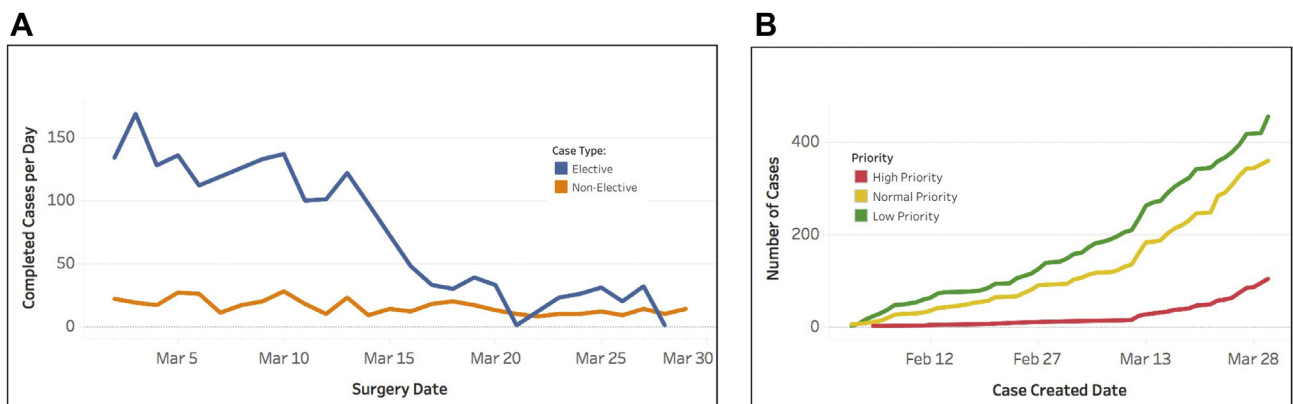 A
Completed Cases per Day
150
100
50
0
Case Type:
Elective
Non-Elective
Mar 5
Mar 10
Mar 15
Mar 20
Mar 25
Mar 30
Surgery Date
B
Number of Cases
400
200
0
Priority
High Priority
Normal Priority
Low Priority
Feb 12
Feb 27
Mar 13
Mar 28
Case Created Date